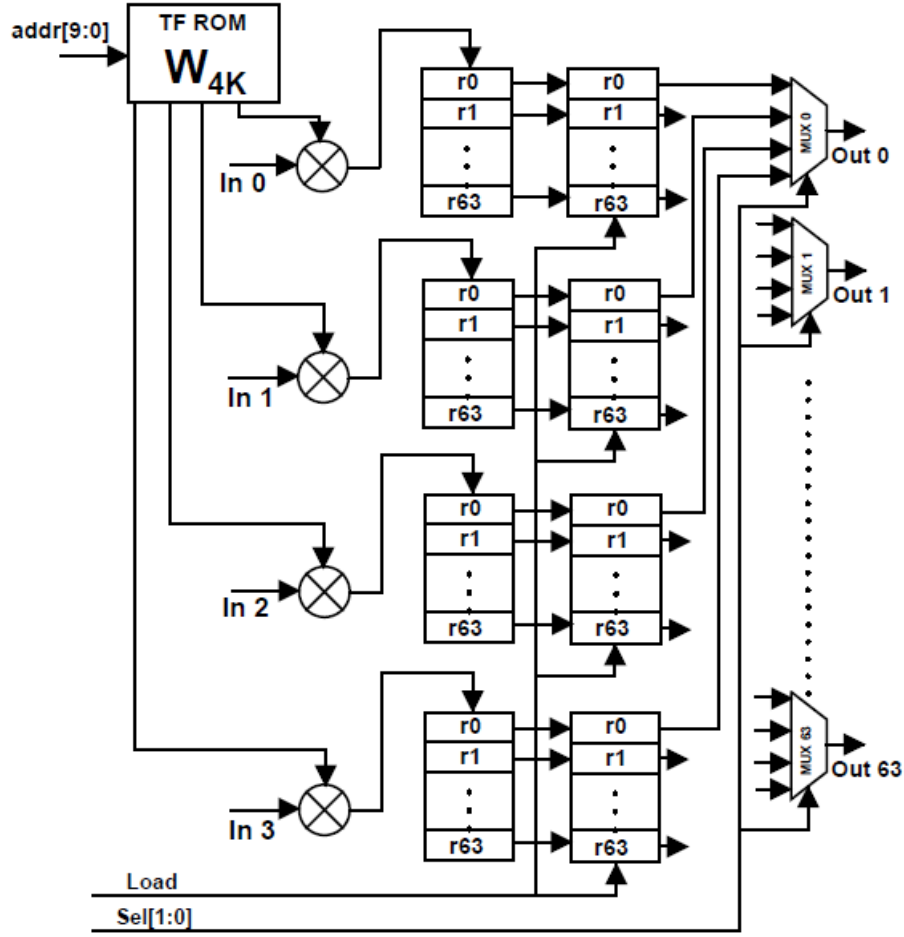 TF ROM
addr[9:0]
W4K
In 0
r0
r1
r63
r0
r1
r63
MUX 0
Out 0
In 1
r0
r1
r63
r0
r1
r63
MUX 1
Out 1
In 2
r0
r1
r63
r0
r1
r63
In 3
r0
r1
r63
r0
r1
r63
MUX 63
Out 63
Load
Sel[1:0]